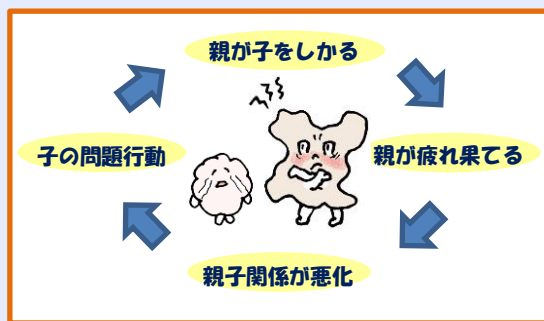 親が子をしかる
子の問題行動
親が疲れ果てる
親子関係が悪化